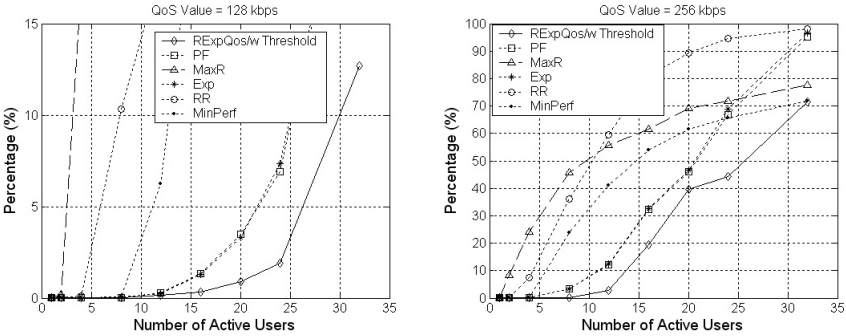 QoS Value = 128 kbps
Percentage (%)
15
10
5
0
RExpQos/w Threshold
PF
MaxR
Exp
RR
MinPerf
0 5 10 15 20 25 30 35
Number of Active Users
QoS Value = 256 kbps
Percentage (%)
100
90
80
70
60
50
40
30
20
10
0
RExpQos/w Threshold
PF
MaxR
Exp
RR
MinPerf
0 5 10 15 20 25 30 35
Number of Active Users